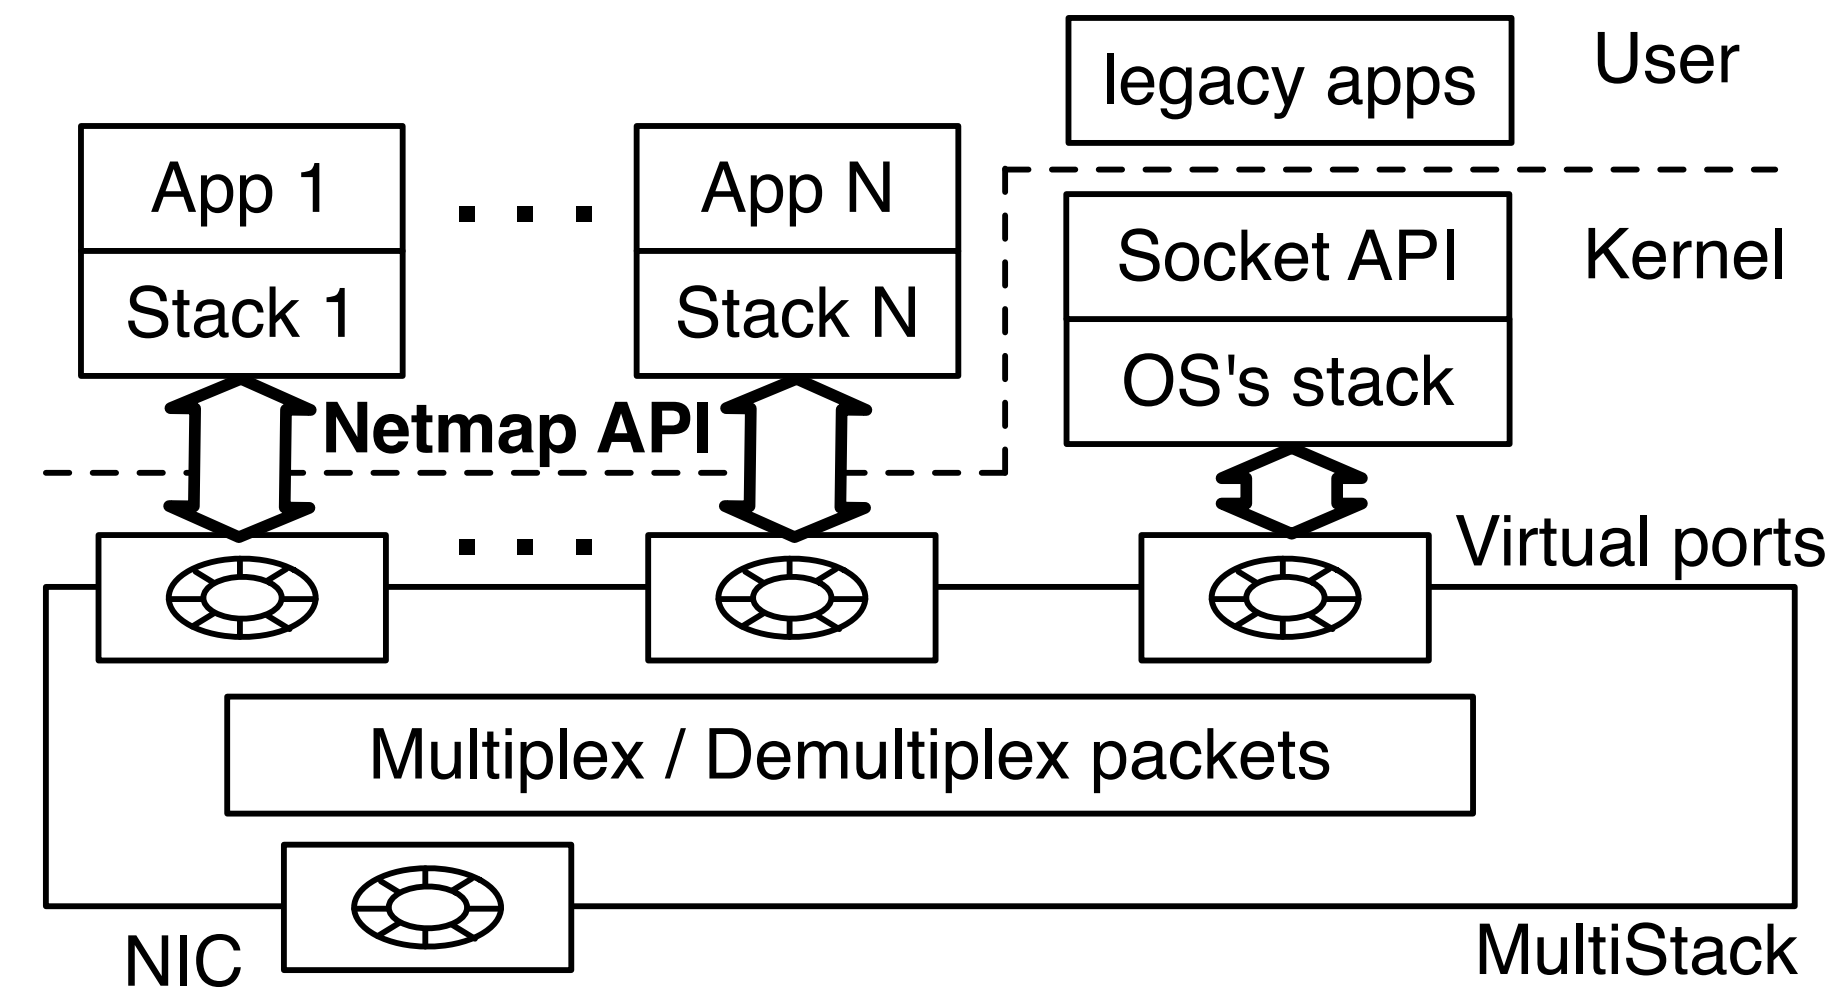 legacy apps
User
App 1
. . .
App N
Socket API
Kernel
Stack 1
Stack N
OS's stack
Netmap API
. . .
Virtual ports
Multiplex / Demultiplex packets
NIC
MultiStack